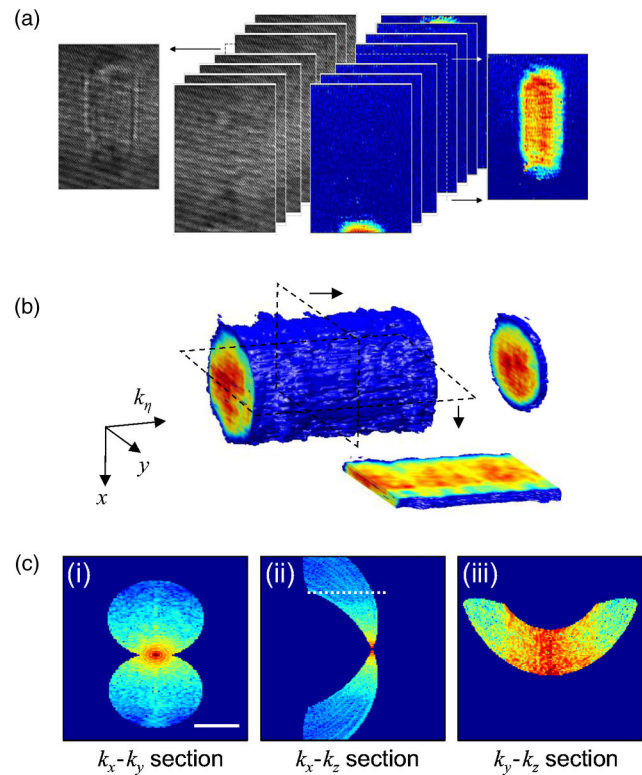 (a)
(b)
kη
y
x
(c)
(i)
(ii)
(iii)
kx-ky section
kx-kz section
ky-kz section